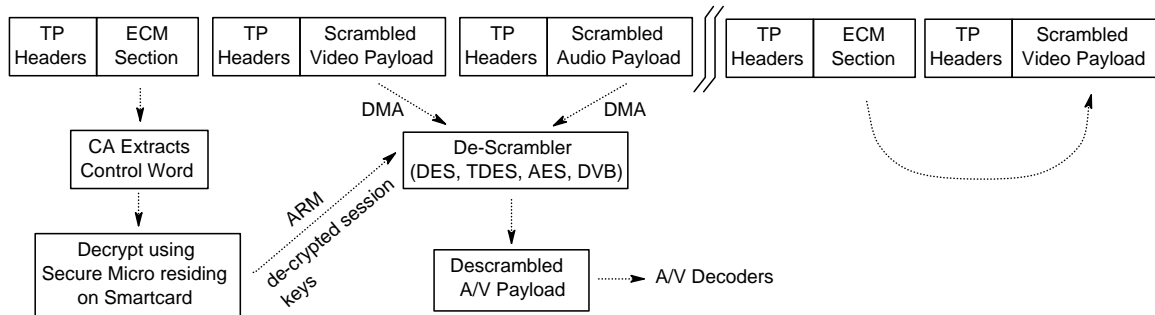 TP
Headers
ECM
Section
TP
Headers
Scrambled
Video Payload
TP
Headers
Scrambled
Audio Payload
TP
Headers
ECM
Section
TP
Headers
Scrambled
Video Payload
DMA
DMA
CA Extracts
Control Word
De-Scrambler
(DES, TDES, AES, DVB)
ARM
de-crypted session
keys
Decrypt using
Secure Micro residing
on Smartcard
Descrambled
A/V Payload
A/V Decoders